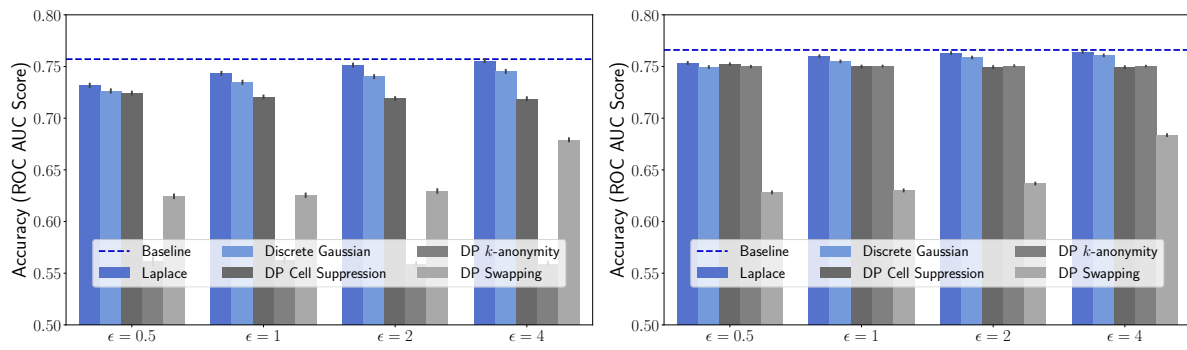 0.80
0.75
0.70
0.65
0.60
0.55
0.50
Accuracy (ROC AUC Score)
Baseline
Laplace
Discrete Gaussian
DP Cell Suppression
DP k-anonymity
DP Swapping
ϵ = 0.5
ϵ = 1
ϵ = 2
ϵ = 4
0.80
0.75
0.70
0.65
0.60
0.55
0.50
Accuracy (ROC AUC Score)
Baseline
Laplace
Discrete Gaussian
DP Cell Suppression
DP k-anonymity
DP Swapping
ϵ = 0.5
ϵ = 1
ϵ = 2
ϵ = 4